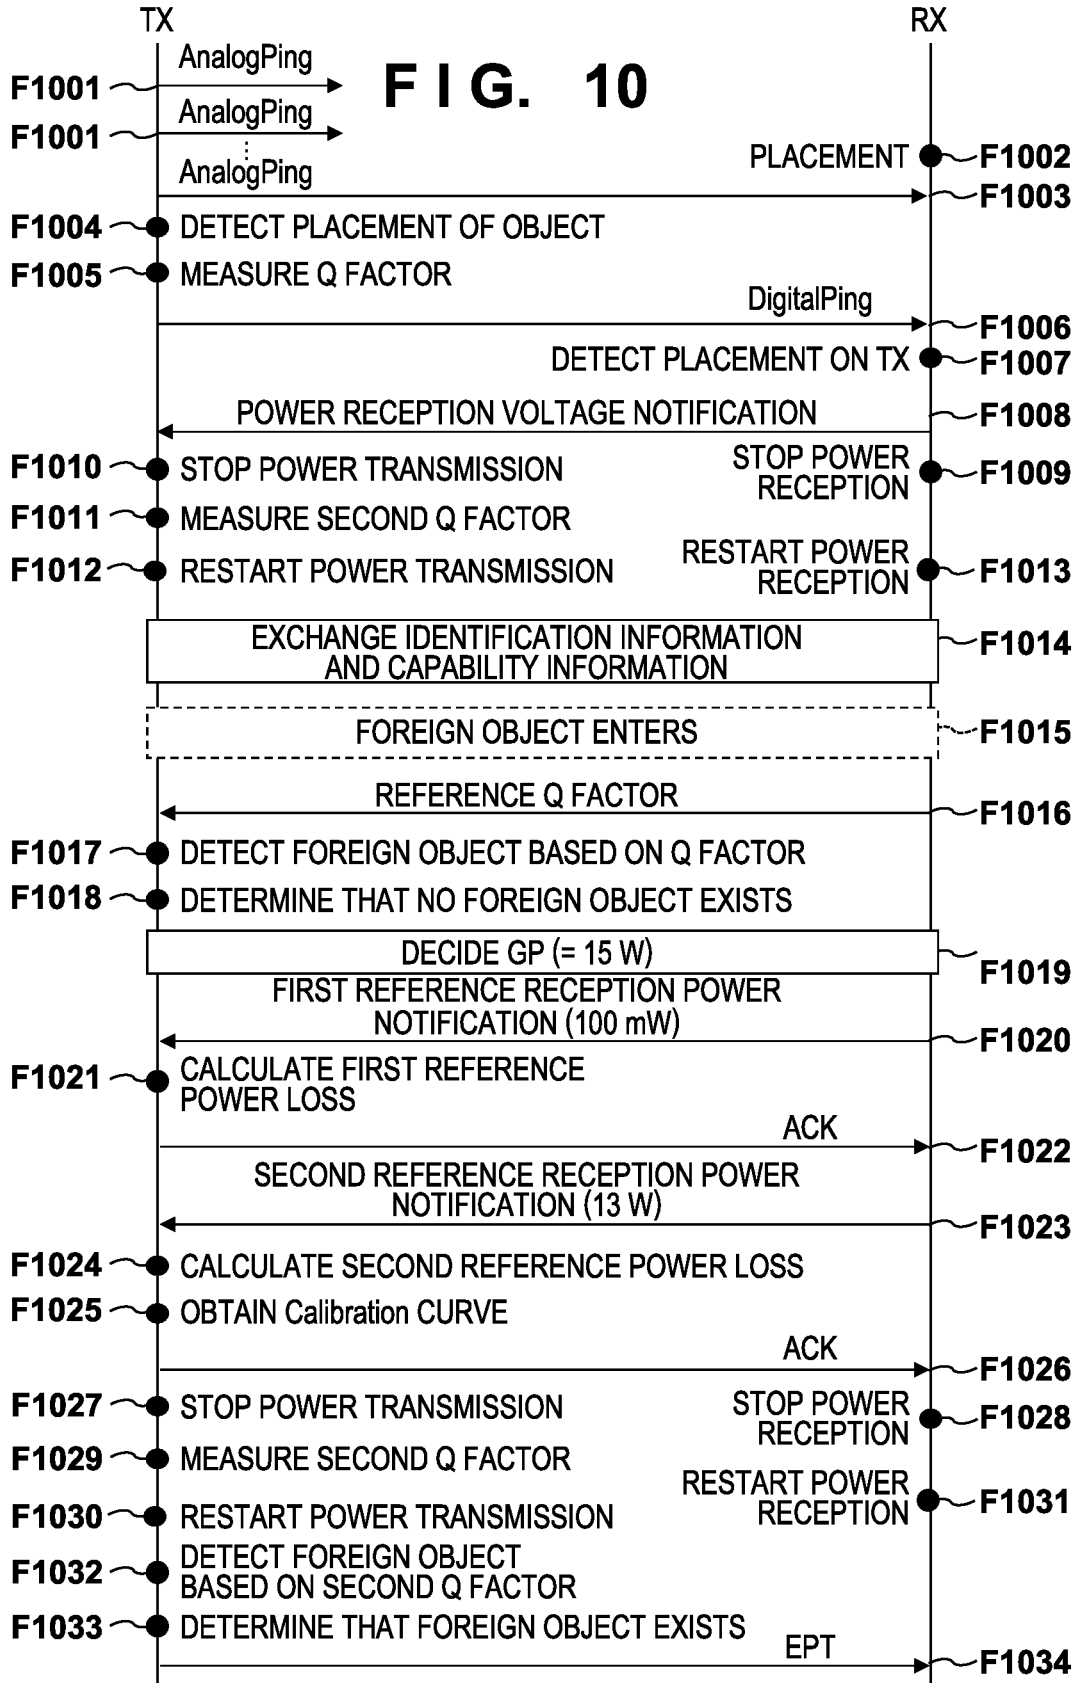 TX
RX
AnalogPing
F1001
FIG. 10
AnalogPing
F1001
PLACEMENT
F1002
AnalogPing
F1003
F1004
DETECT PLACEMENT OF OBJECT
F1005
MEASURE Q FACTOR
DigitalPing
F1006
DETECT PLACEMENT ON TX
F1007
POWER RECEPTION VOLTAGE NOTIFICATION
F1008
F1010
STOP POWER TRANSMISSION
STOP POWER
RECEPTION
F1009
F1011
MEASURE SECOND Q FACTOR
F1012
RESTART POWER TRANSMISSION
RESTART POWER
RECEPTION
F1013
EXCHANGE IDENTIFICATION INFORMATION
AND CAPABILITY INFORMATION
F1014
FOREIGN OBJECT ENTERS
F1015
REFERENCE Q FACTOR
F1016
F1017
DETECT FOREIGN OBJECT BASED ON Q FACTOR
F1018
DETERMINE THAT NO FOREIGN OBJECT EXISTS
DECIDE GP (= 15 W)
F1019
FIRST REFERENCE RECEPTION POWER
NOTIFICATION (100 mW)
F1020
F1021
CALCULATE FIRST REFERENCE
POWER LOSS
ACK
F1022
SECOND REFERENCE RECEPTION POWER
NOTIFICATION (13 W)
F1023
F1024
CALCULATE SECOND REFERENCE POWER LOSS
F1025
OBTAIN Calibration CURVE
ACK
F1026
F1027
STOP POWER TRANSMISSION
STOP POWER
RECEPTION
F1028
F1029
MEASURE SECOND Q FACTOR
F1030
RESTART POWER TRANSMISSION
RESTART POWER
RECEPTION
F1031
F1032
DETECT FOREIGN OBJECT
BASED ON SECOND Q FACTOR
F1033
DETERMINE THAT FOREIGN OBJECT EXISTS
EPT
F1034